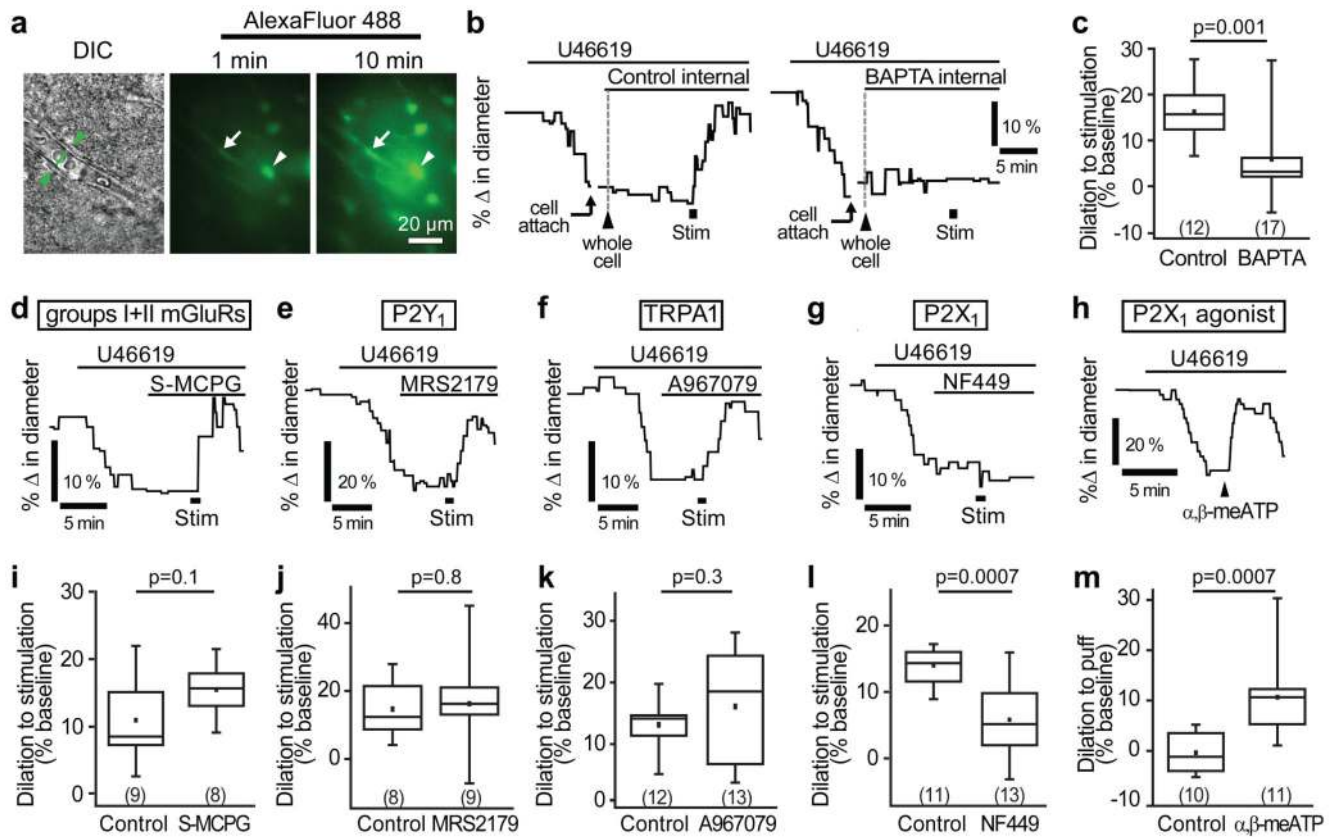 a
AlexaFluor 488
DIC
1 min
10 min
20 µm
b
U46619
Control internal
% Δ in diameter
cell attach
whole cell
Stim
U46619
BAPTA internal
10 %
5 min
cell attach
whole cell
Stim
c
p=0.001
Dilation to stimulation
(% baseline)
30
20
10
0
-10
(12)
(17)
Control
BAPTA
d
groups I+II mGluRs
U46619
S-MCPG
% Δ in diameter
10 %
5 min
Stim
e
P2Y1
U46619
MRS2179
% Δ in diameter
20 %
5 min
Stim
f
TRPA1
U46619
A967079
% Δ in diameter
10 %
5 min
Stim
g
P2X1
U46619
NF449
% Δ in diameter
10 %
5 min
Stim
h
P2X1 agonist
U46619
%Δ in diameter
20 %
5 min
α,β-meATP
i
p=0.1
Dilation to stimulation
(% baseline)
30
20
10
0
(9)
(8)
Control
S-MCPG
j
p=0.8
Dilation to stimulation
(% baseline)
40
20
0
(8)
(9)
Control
MRS2179
k
p=0.3
Dilation to stimulation
(% baseline)
30
20
10
0
(12)
(13)
Control
A967079
l
p=0.0007
Dilation to stimulation
(% baseline)
20
10
0
(11)
(13)
Control
NF449
m
p=0.0007
Dilation to puff
(% baseline)
30
20
10
0
-10
(10)
(11)
Control
α,β-meATP